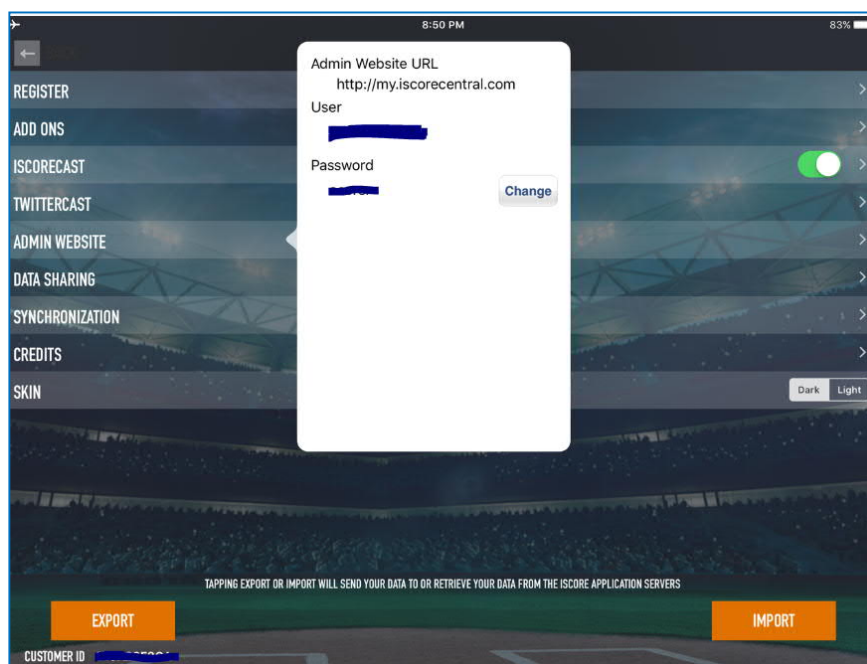 8:50 PM
83%
REGISTER
ADD ONS
ISCORECAST
TWITTERCAST
ADMIN WEBSITE
DATA SHARING
SYNCHRONIZATION
CREDITS
SKIN
Dark Light
Admin Website URL
http://my.iscorecentral.com
User
Password
Change
TAPPING EXPORT OR IMPORT WILL SEND YOUR DATA TO OR RETRIEVE YOUR DATA FROM THE ISCORE APPLICATION SERVERS
EXPORT
IMPORT
CUSTOMER ID